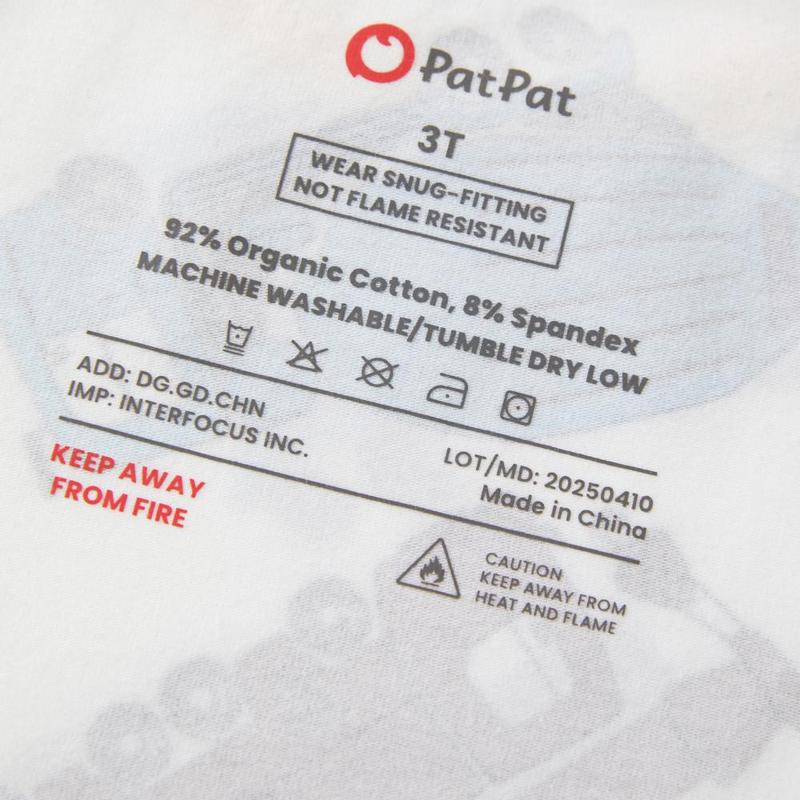 PatPat
3T
WEAR SNUG-FITTING
NOT FLAME RESISTANT
92% Organic Cotton, 8% Spandex
MACHINE WASHABLE/TUMBLE DRY LOW
ADD: DG.GD.CHN
IMP: INTERFOCUS INC.
LOT/MD: 20250410
Made in China
KEEP AWAY
FROM FIRE
CAUTION
KEEP AWAY FROM
HEAT AND FLAME